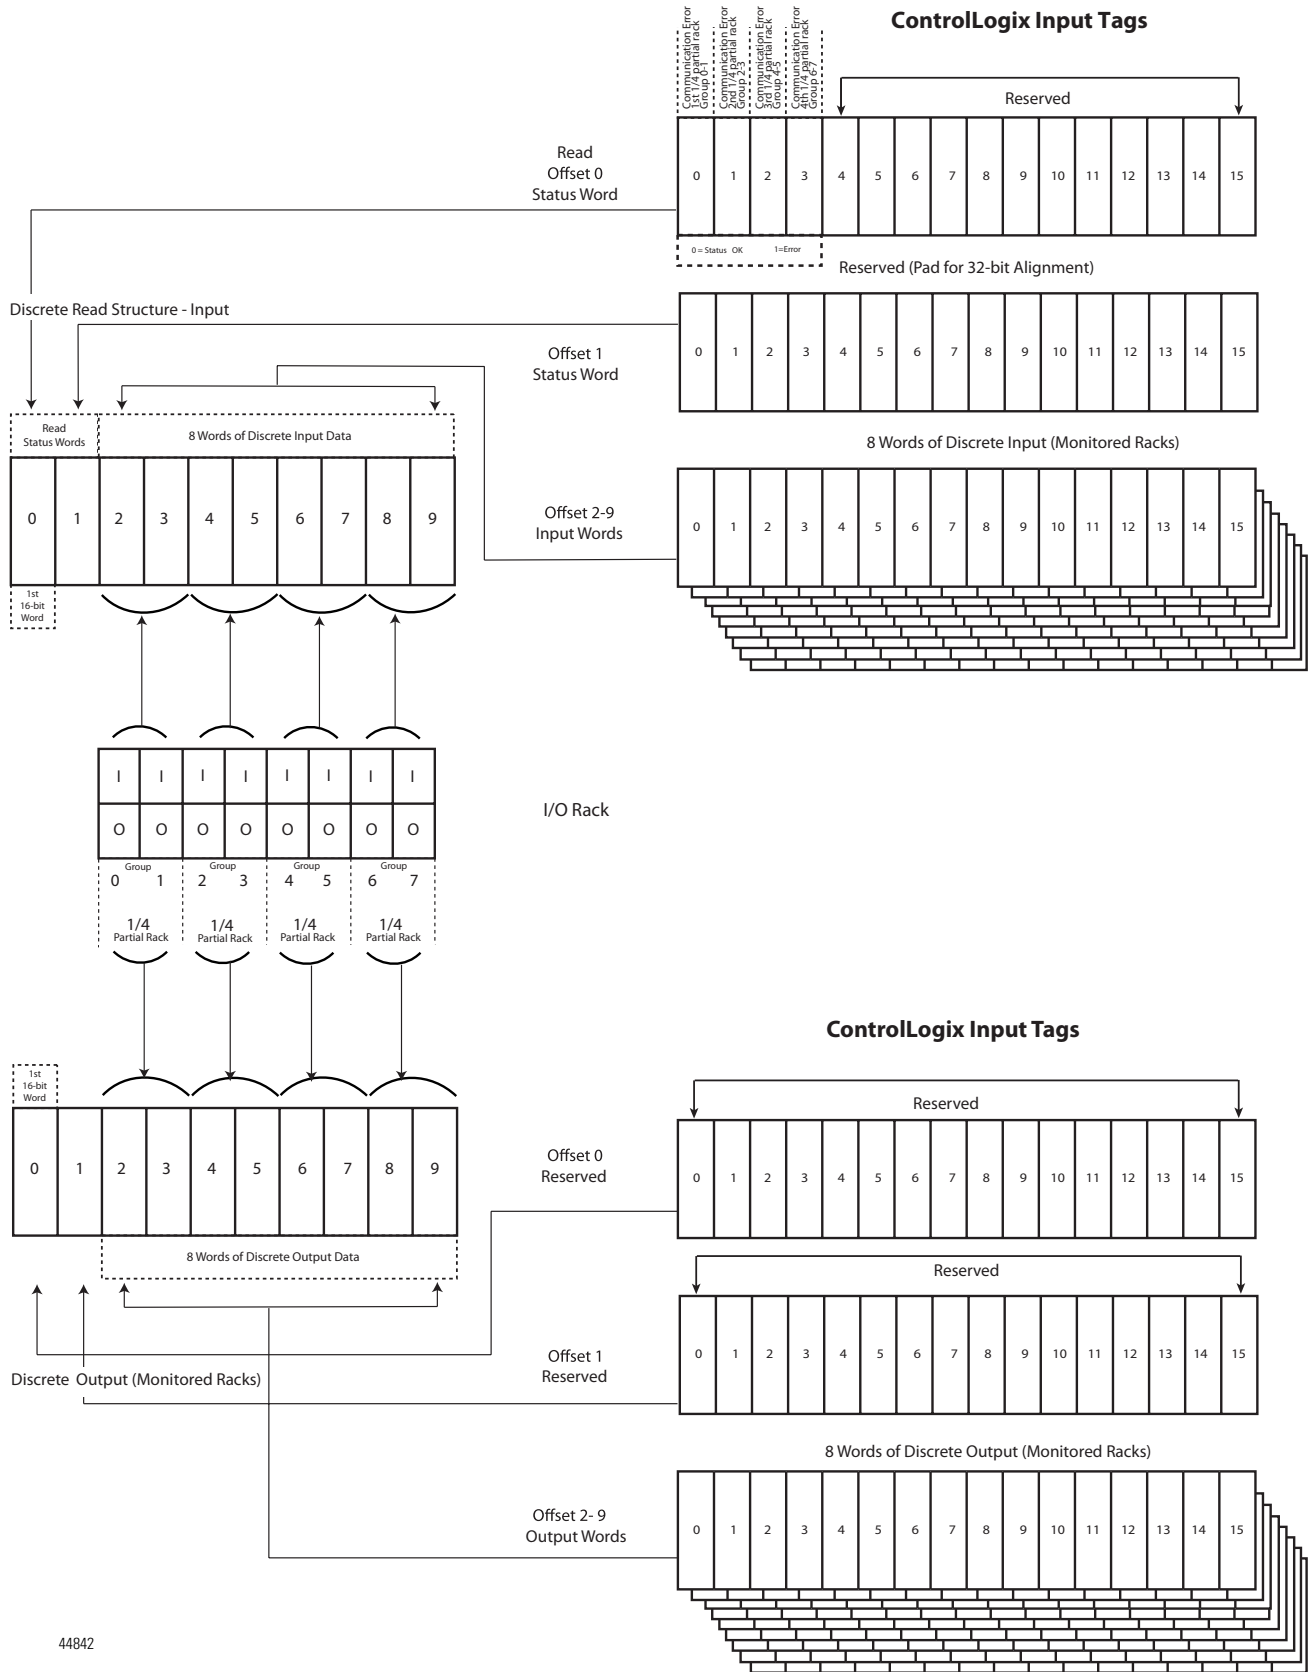 ControlLogix Input Tags
Communication Error
1st 1/4 partial rack
Group 0-1
Communication Error
2nd 1/4 partial rack
Group 2-3
Communication Error
3rd 1/4 partial rack
Group 4-5
Communication Error
4th 1/4 partial rack
Group 6-7
Reserved
Read
Offset 0
Status Word
0 1 2 3 4 5 6 7 8 9 10 11 12 13 14 15
0 = Status OK 1=Error
Reserved (Pad for 32-bit Alignment)
Discrete Read Structure - Input
Offset 1
Status Word
0 1 2 3 4 5 6 7 8 9 10 11 12 13 14 15
Read
Status Words
8 Words of Discrete Input Data
8 Words of Discrete Input (Monitored Racks)
0 1 2 3 4 5 6 7 8 9
Offset 2-9
Input Words
0 1 2 3 4 5 6 7 8 9 10 11 12 13 14 15
1st
16-bit
Word
I I I I I I I I
O O O O O O O O
I/O Rack
Group Group Group Group
0 1 2 3 4 5 6 7
1/4 1/4 1/4 1/4
Partial Rack Partial Rack Partial Rack Partial Rack
ControlLogix Input Tags
1st
16-bit
Word
Reserved
0 1 2 3 4 5 6 7 8 9
Offset 0
Reserved
0 1 2 3 4 5 6 7 8 9 10 11 12 13 14 15
8 Words of Discrete Output Data
Reserved
Offset 1
Reserved
0 1 2 3 4 5 6 7 8 9 10 11 12 13 14 15
Discrete Output (Monitored Racks)
8 Words of Discrete Output (Monitored Racks)
Offset 2- 9
Output Words
0 1 2 3 4 5 6 7 8 9 10 11 12 13 14 15
44842